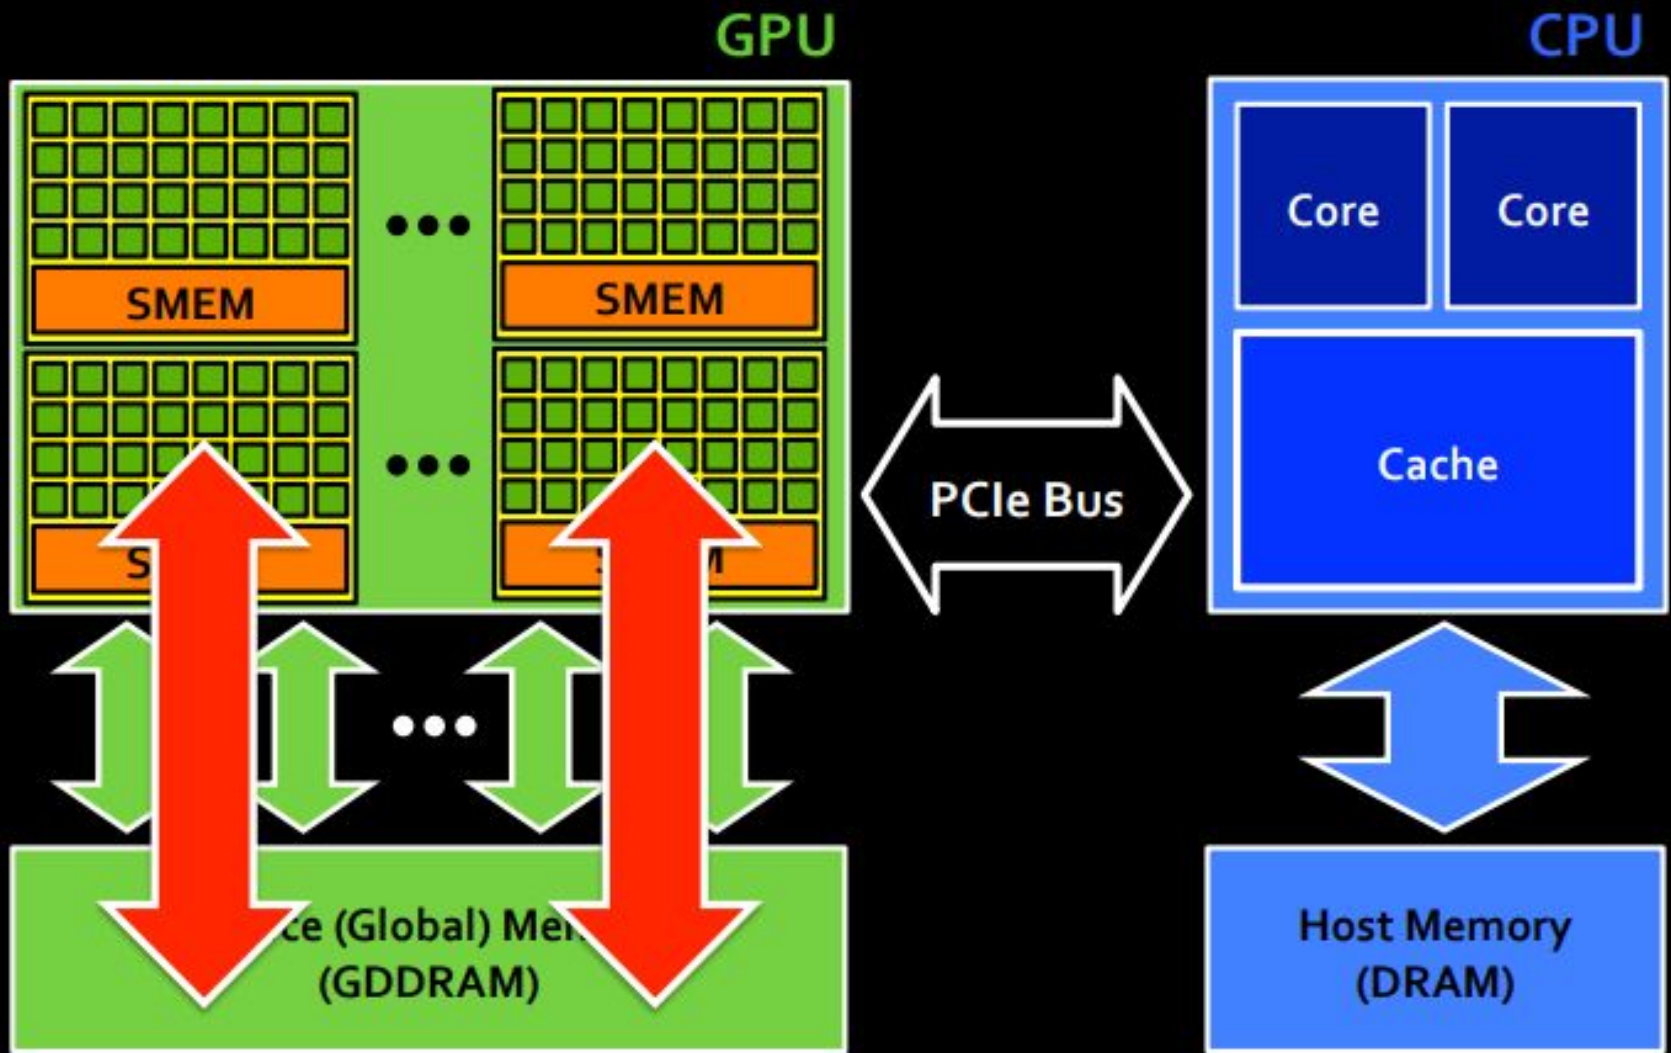 GPU
CPU
SMEM
SMEM
Core
Core
Cache
PCIe Bus
(Global)
(GDDRAM)
Host Memory
(DRAM)